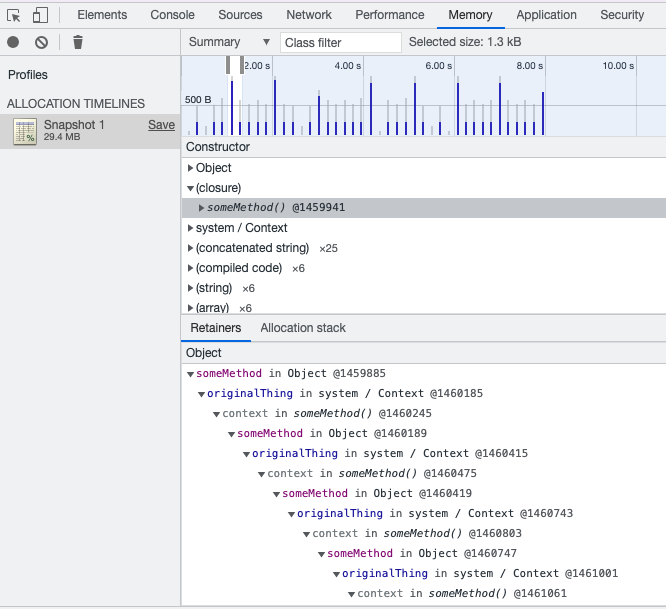 Elements Console Sources Network Performance Memory Application Security
Summary ▼ Class filter Selected size: 1.3 kB
Profiles
ALLOCATION TIMELINES
Snapshot 1 Save
29.4 MB
2.00 s 4.00 s 6.00 s 8.00 s 10.00 s
500 B
Constructor
▶Object
▼(closure)
▶someMethod() @1459941
▶system / Context
▶(concatenated string) ×25
▶(compiled code) ×6
▶(string) ×6
▶(array) ×6
Retainers Allocation stack
Object
▼someMethod in Object @1459885
▼originalThing in system / Context @1460185
▼context in someMethod() @1460245
▼someMethod in Object @1460189
▼originalThing in system / Context @1460415
▼context in someMethod() @1460475
▼someMethod in Object @1460419
▼originalThing in system / Context @1460743
▼context in someMethod() @1460803
▼someMethod in Object @1460747
▼originalThing in system / Context @1461001
▼context in someMethod() @1461061